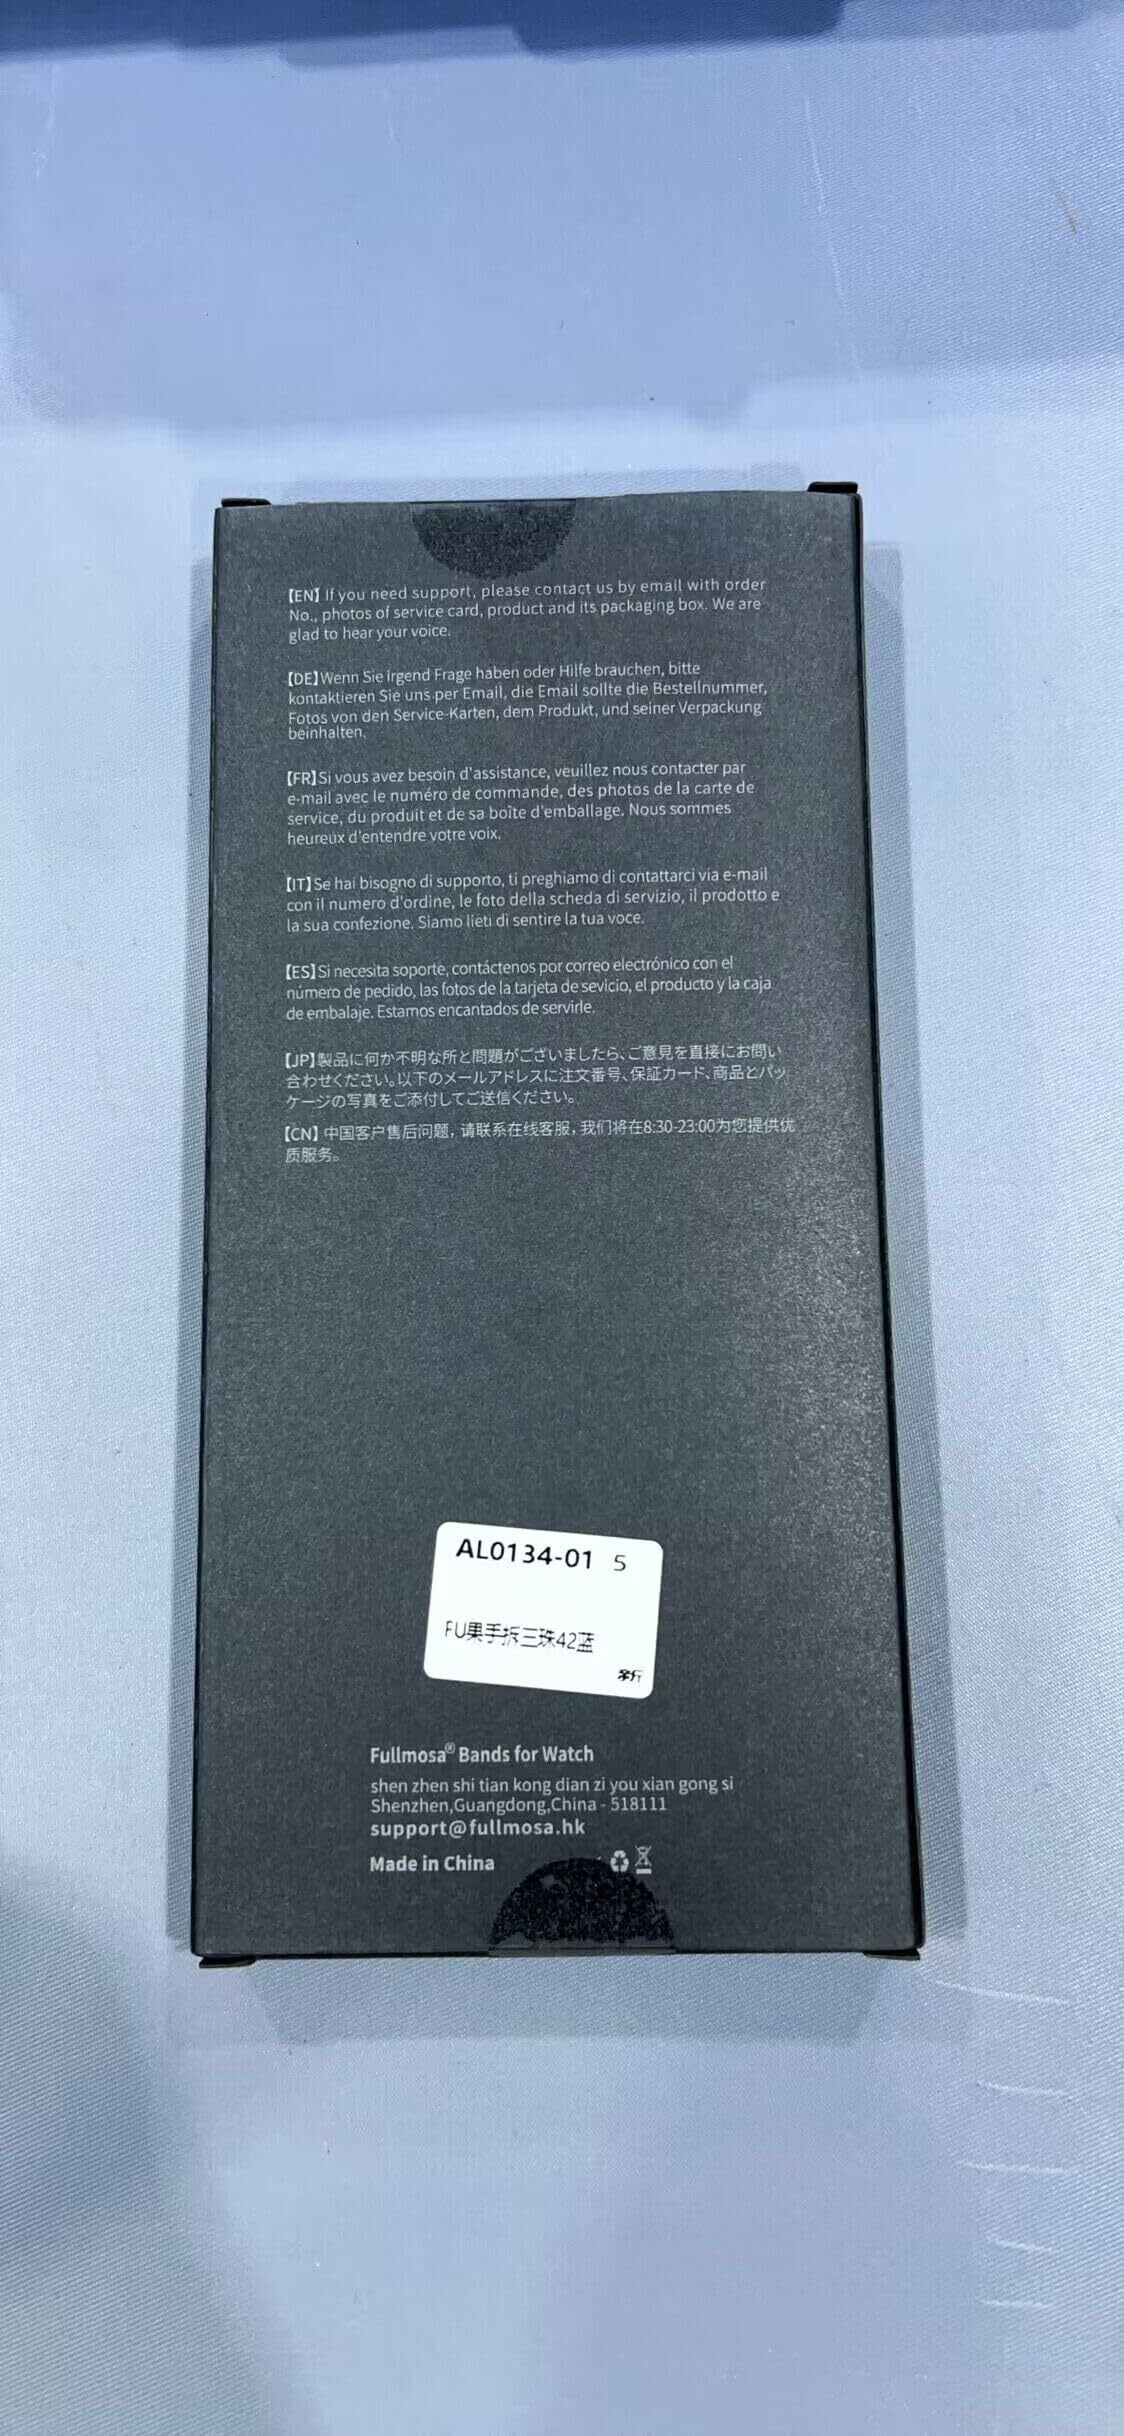 【EN】If you need support, please contact us by email with order
No., photos of service card, product and its packaging box. We are
glad to hear your voice.
【DE】Wenn Sie irgend Frage haben oder Hilfe brauchen, bitte
kontaktieren Sie uns per Email, die Email sollte die Bestellnummer,
Fotos von den Service-Karten, dem Produkt, und seiner Verpackung
beinhalten.
【FR】Si vous avez besoin d'assistance, veuillez nous contacter par
e-mail avec le numéro de commande, des photos de la carte de
service, du produit et de sa boîte d'emballage. Nous sommes
heureux d'entendre votre voix.
【IT】Se hai bisogno di supporto, ti preghiamo di contattarci via e-mail
con il numero d'ordine, le foto della scheda di servizio, il prodotto e
la sua confezione. Siamo lieti di sentire la tua voce.
【ES】Si necesita soporte, contáctenos por correo electrónico con el
número de pedido, las fotos de la tarjeta de sevicio, el producto y la caja
de embalaje. Estamos encantados de servirle.
【JP】製品に何か不明な所と問題がございましたら、ご意見を直接にお問い
合わせください。以下のメールアドレスに注文番号、保証カード、商品とパッ
ケージの写真をご添付してご送信ください。
【CN】中国客户售后问题，请联系在线客服，我们将在8:30-23:00为您提供优
质服务。
AL0134-01 5
FU果手拆三珠42蓝
Fullmosa® Bands for Watch
shen zhen shi tian kong dian zi you xian gong si
Shenzhen,Guangdong,China - 518111
support@fullmosa.hk
Made in China